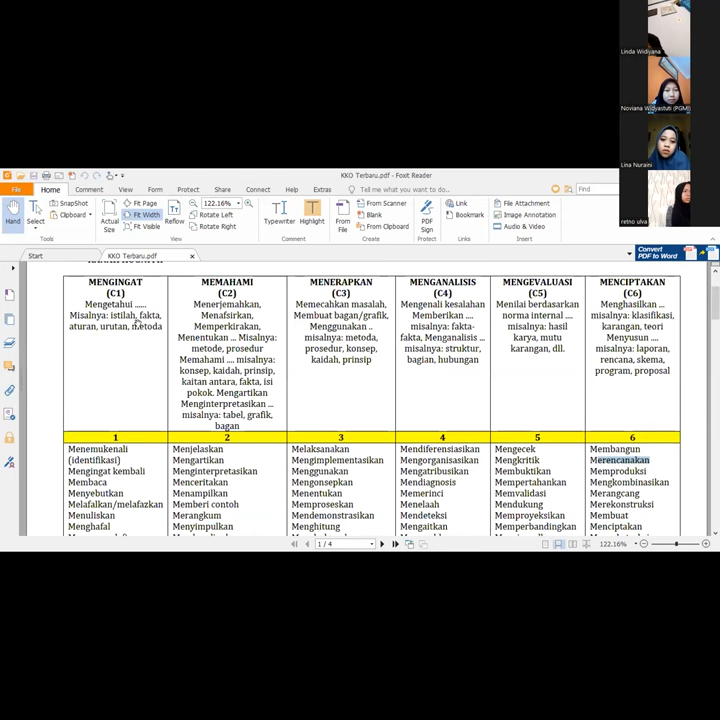 Linda Widiyana
Noviana Widyastuti (PGMI)
Lina Nuraini
retno ulva
KKO Terbaru.pdf - Foxit Reader
File Home Comment View Form Protect Share Connect Help Extras Tell me what you want to do... Find
Hand
Select
SnapShot
Clipboard
Tools
Actual Size
Fit Page
Fit Width
Fit Visible
Reflow
122.16%
Rotate Left
Rotate Right
View
Typewriter
Highlight
Comment
From File
From Scanner
Blank
From Clipboard
Create
PDF Sign
Protect
Link
Bookmark
Links
File Attachment
Image Annotation
Audio & Video
Insert
Start
KKO Terbaru.pdf
Convert
PDF to Word
MENGINGAT
(C1)
Mengetahui ......
Misalnya: istilah, fakta,
aturan, urutan, metoda
MEMAHAMI
(C2)
Menerjemahkan,
Menafsirkan,
Memperkirakan,
Menentukan ... Misalnya:
metode, prosedur
Memahami .... misalnya:
konsep, kaidah, prinsip,
kaitan antara, fakta, isi
pokok. Mengartikan
Menginterpretasikan ...
misalnya: tabel, grafik,
bagan
MENERAPKAN
(C3)
Memecahkan masalah,
Membuat bagan/grafik,
Menggunakan ..
misalnya: metoda,
prosedur, konsep,
kaidah, prinsip
MENGANALISIS
(C4)
Mengenali kesalahan
Memberikan ....
misalnya: fakta-
fakta, Menganalisis ...
misalnya: struktur,
bagian, hubungan
MENGEVALUASI
(C5)
Menilai berdasarkan
norma internal ....
misalnya: hasil
karya, mutu
karangan, dll.
MENCIPTAKAN
(C6)
Menghasilkan ...
misalnya: klasifikasi,
karangan, teori
Menyusun ....
misalnya: laporan,
rencana, skema,
program, proposal
1 2 3 4 5 6
Menemukenali
(identifikasi)
Mengingat kembali
Membaca
Menyebutkan
Melafalkan/melafazkan
Menuliskan
Menghafal
Menjelaskan
Mengartikan
Menginterpretasikan
Menceritakan
Menampilkan
Memberi contoh
Merangkum
Menyimpulkan
Melaksanakan
Mengimplementasikan
Menggunakan
Mengonsepkan
Menentukan
Memproseskan
Mendemonstrasikan
Menghitung
Mendiferensiasikan
Mengorganisasikan
Mengatribusikan
Mendiagnosis
Memerinci
Menelaah
Mendeteksi
Mengaitkan
Mengecek
Mengkritik
Membuktikan
Mempertahankan
Memvalidasi
Mendukung
Memproyeksikan
Memperbandingkan
Membangun
Merencanakan
Memproduksi
Mengkombinasikan
Merangcang
Merekonstruksi
Membuat
Menciptakan
1 / 4
122.16%